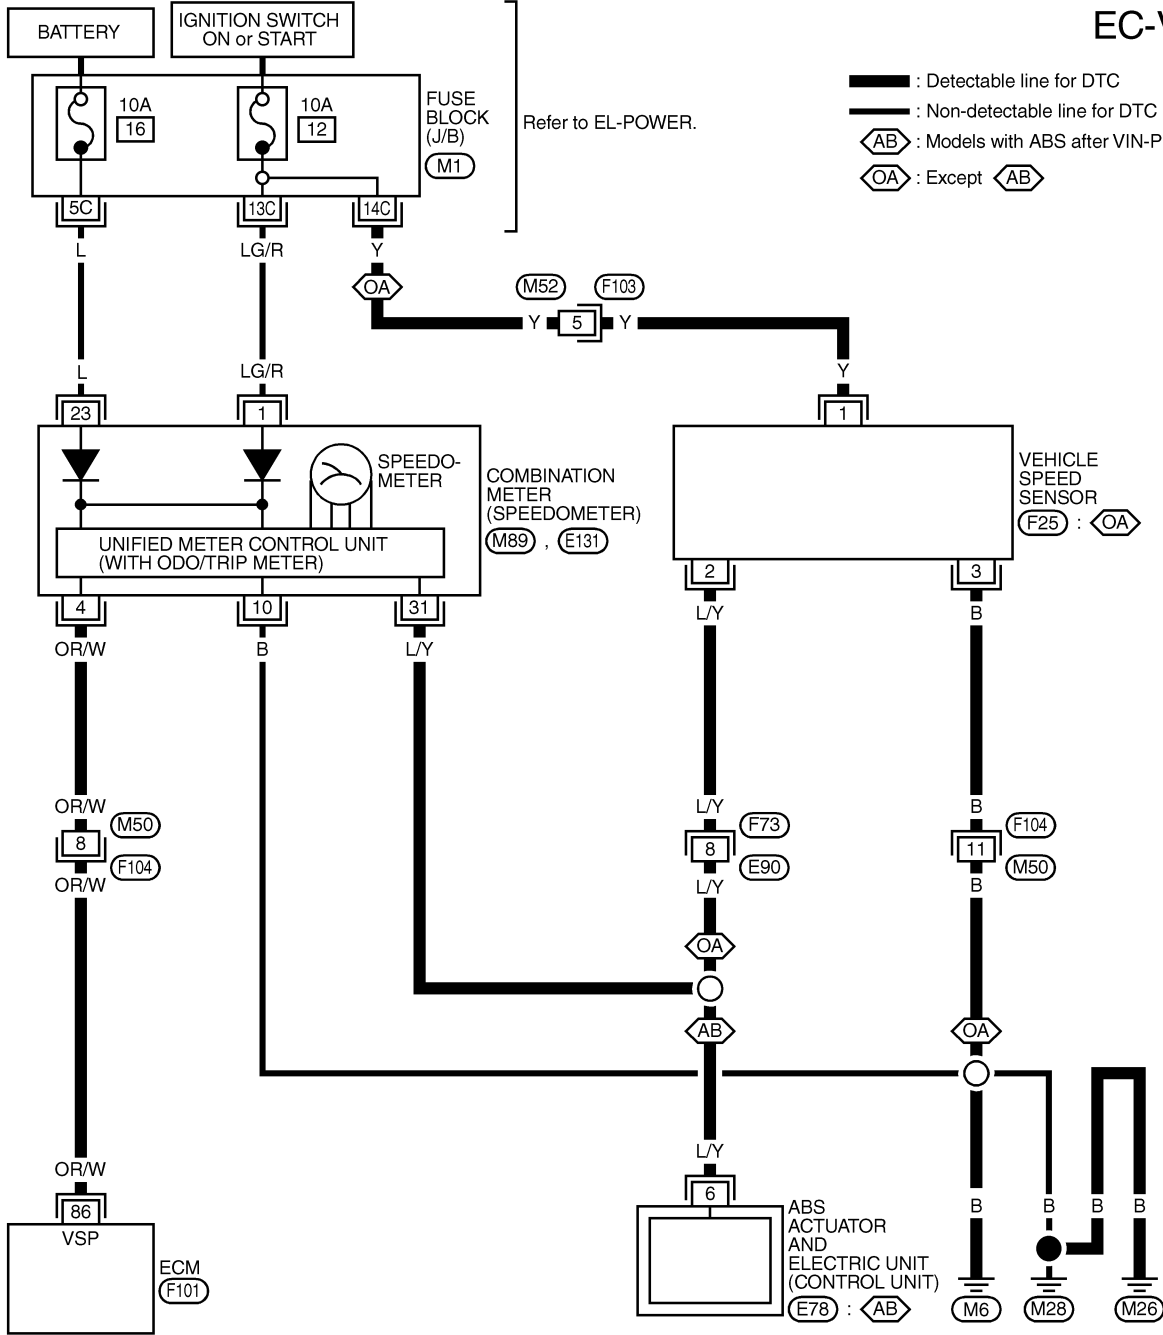 EC-V
BATTERY
IGNITION SWITCH
ON or START
10A
16
10A
12
FUSE
BLOCK
(J/B)
M1
Refer to EL-POWER.
: Detectable line for DTC
: Non-detectable line for DTC
AB : Models with ABS after VIN-P
OA : Except AB
5C
13C
14C
L
LG/R
Y
OA
M52
F103
Y
5
Y
L
LG/R
Y
23
1
1
SPEEDO-
METER
COMBINATION
METER
(SPEEDOMETER)
M89 , E131
UNIFIED METER CONTROL UNIT
(WITH ODO/TRIP METER)
VEHICLE
SPEED
SENSOR
F25 : OA
4
10
31
2
3
OR/W
B
L/Y
L/Y
B
OR/W
M50
8
F104
OR/W
L/Y
F73
8
E90
L/Y
B
F104
11
M50
B
OA
AB
OA
OR/W
86
VSP
ECM
F101
L/Y
6
ABS
ACTUATOR
AND
ELECTRIC UNIT
(CONTROL UNIT)
E78 : AB
B
B
B
B
M6
M28
M26